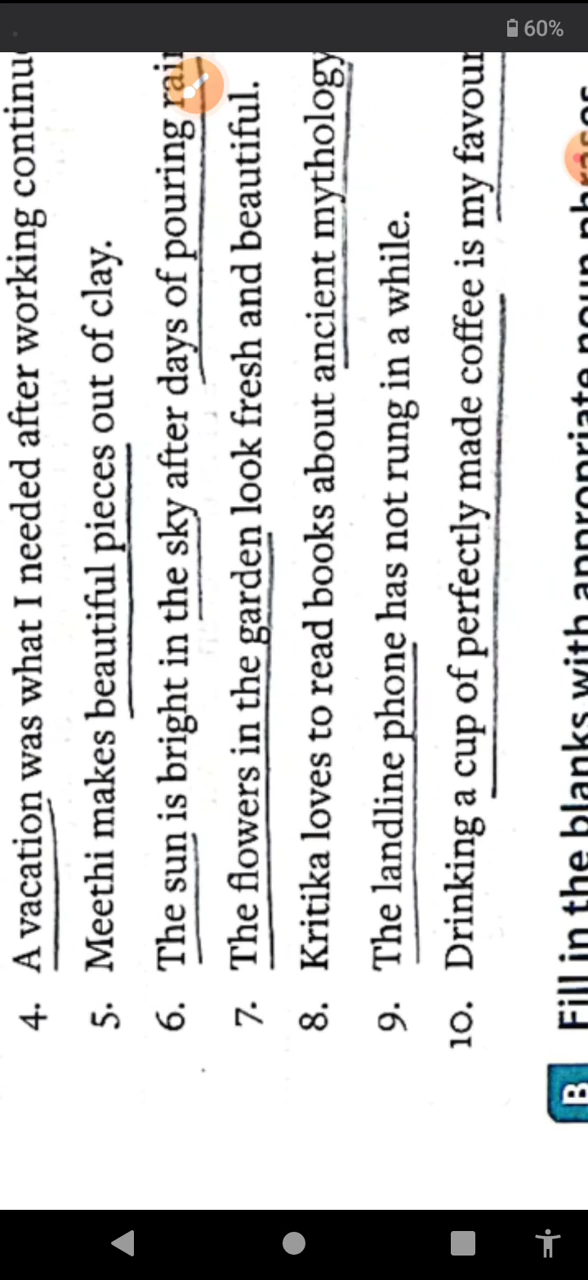 60%
4. A vacation was what I needed after working
5. Meethi makes beautiful pieces out of clay.
6. The sun is bright in the sky after days of pouring
7. The flowers in the garden look fresh and beautiful.
8. Kritika loves to read books about ancient mythology
9. The landline phone has not rung in a while.
10. Drinking a cup of perfectly made coffee is my
B Fill in the blanks with appropriate noun